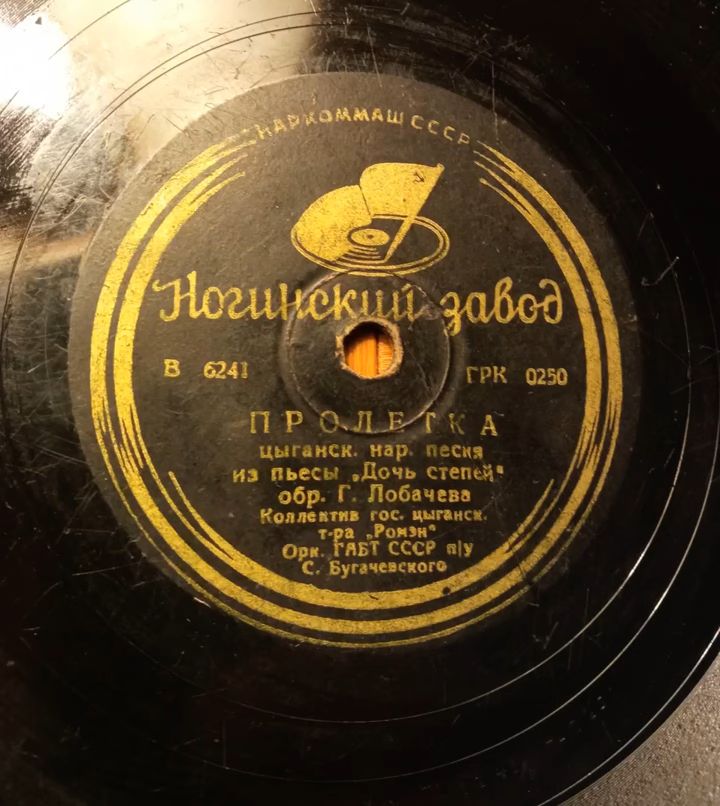 НАРКОММАШ СССР
Ногинский завод
В 6241
ГРК 0250
ПРОЛЕТКА
цыганск. нар. песня
из пьесы „Дочь степей"
обр. Г. Лобачева
Коллектив гос. цыганск.
т-ра „Ромэн"
Орк. ГАБТ СССР п/у
С. Бугачевского